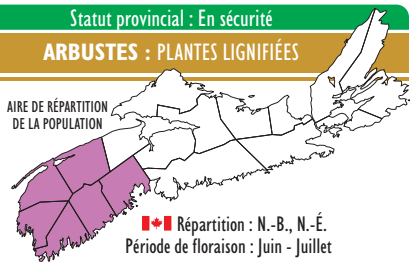 Statut provincial : En sécurité
ARBUSTES : PLANTES LIGNIFIÉES
AIRE DE RÉPARTITION
DE LA POPULATION
Répartition : N.-B., N.-É.
Période de floraison : Juin - Juillet